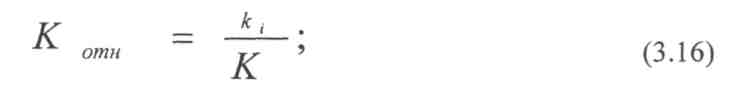 K отн = k i / K ; (3.16)